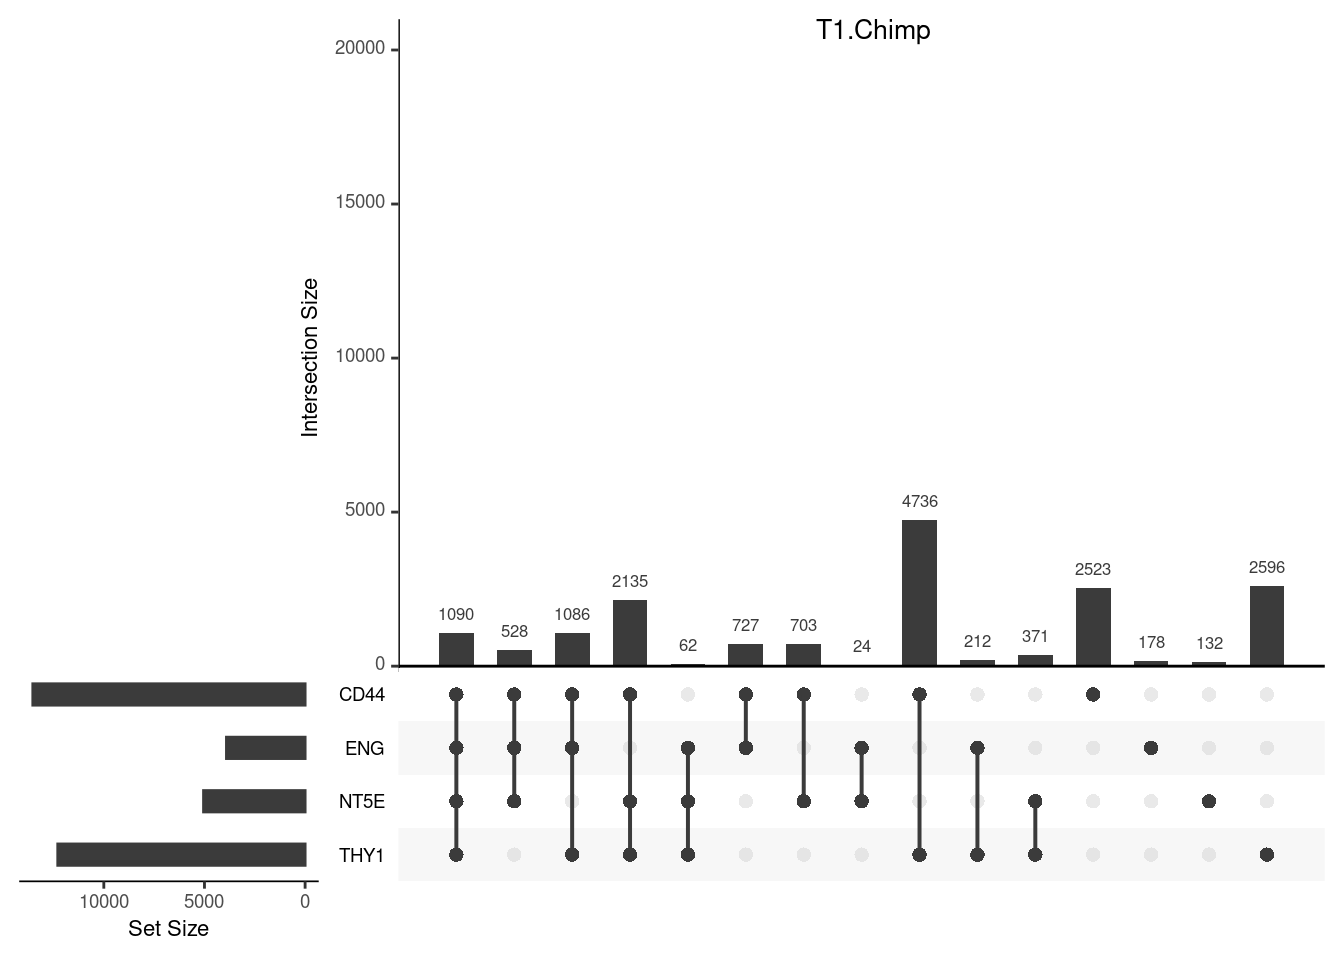 T1.Chimp
20000
15000
10000
5000
0
Intersection Size
1090
528
1086
2135
62
727
703
24
4736
212
371
2523
178
132
2596
CD44
ENG
NT5E
THY1
10000 5000 0
Set Size